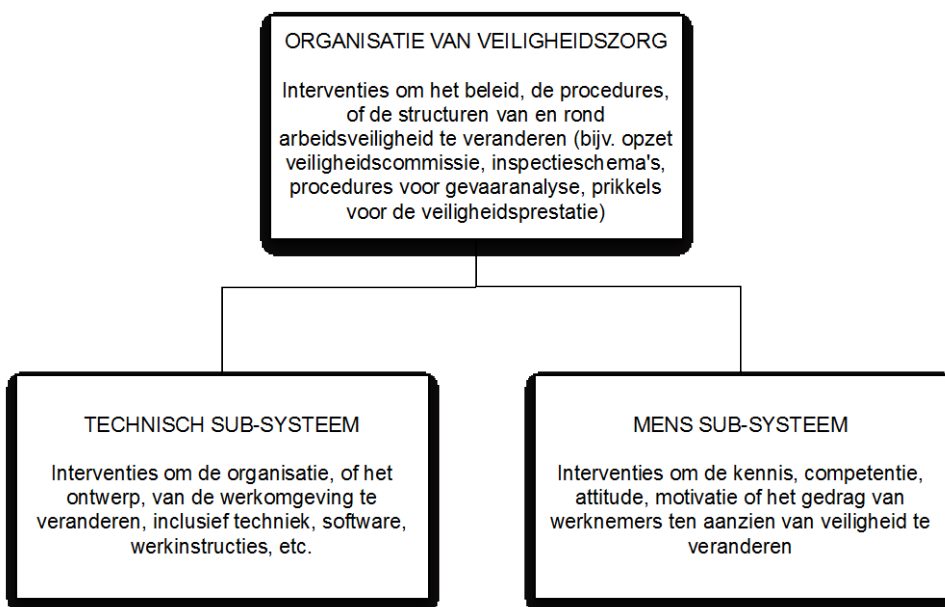 ORGANISATIE VAN VEILIGHEIDSZORG
Interventies om het beleid, de procedures,
of de structuren van en rond
arbeidsveiligheid te veranderen (bijv. opzet
veiligheidscommissie, inspectieschema's,
procedures voor gevaaranalyse, prikkels
voor de veiligheidsprestatie)
TECHNISCH SUB-SYSTEEM
Interventies om de organisatie, of het
ontwerp, van de werkomgeving te
veranderen, inclusief techniek, software,
werkinstructies, etc.
MENS SUB-SYSTEEM
Interventies om de kennis, competentie,
attitude, motivatie of het gedrag van
werknemers ten aanzien van veiligheid te
veranderen